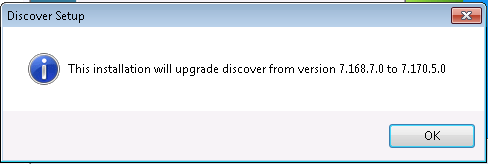 Discover Setup
This installation will upgrade discover from version 7.168.7.0 to 7.170.5.0
OK